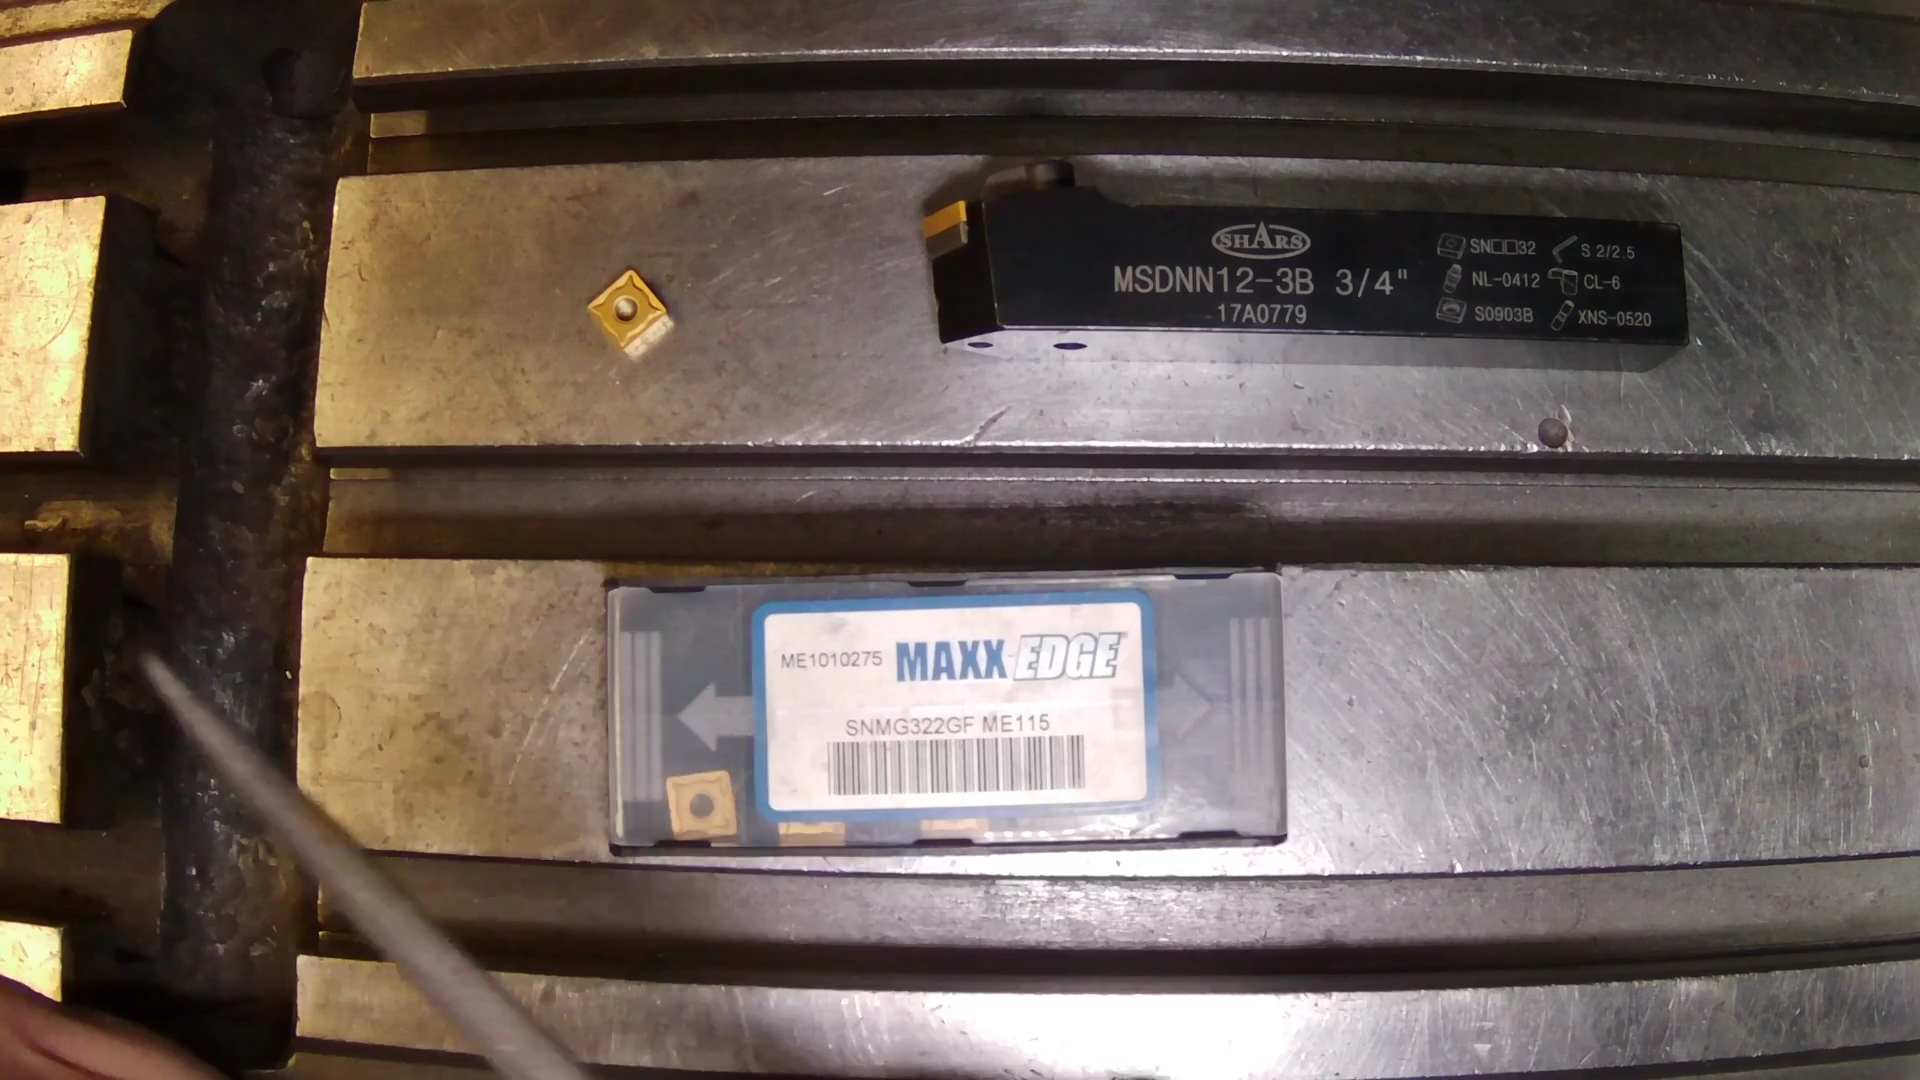 SHARS
MSDNN12-3B 3/4"
17A0779
SN□□32 S 2/2.5
NL-0412 CL-6
S0903B XNS-0520
ME1010275 MAXX-EDGE
SNMG322GF ME115